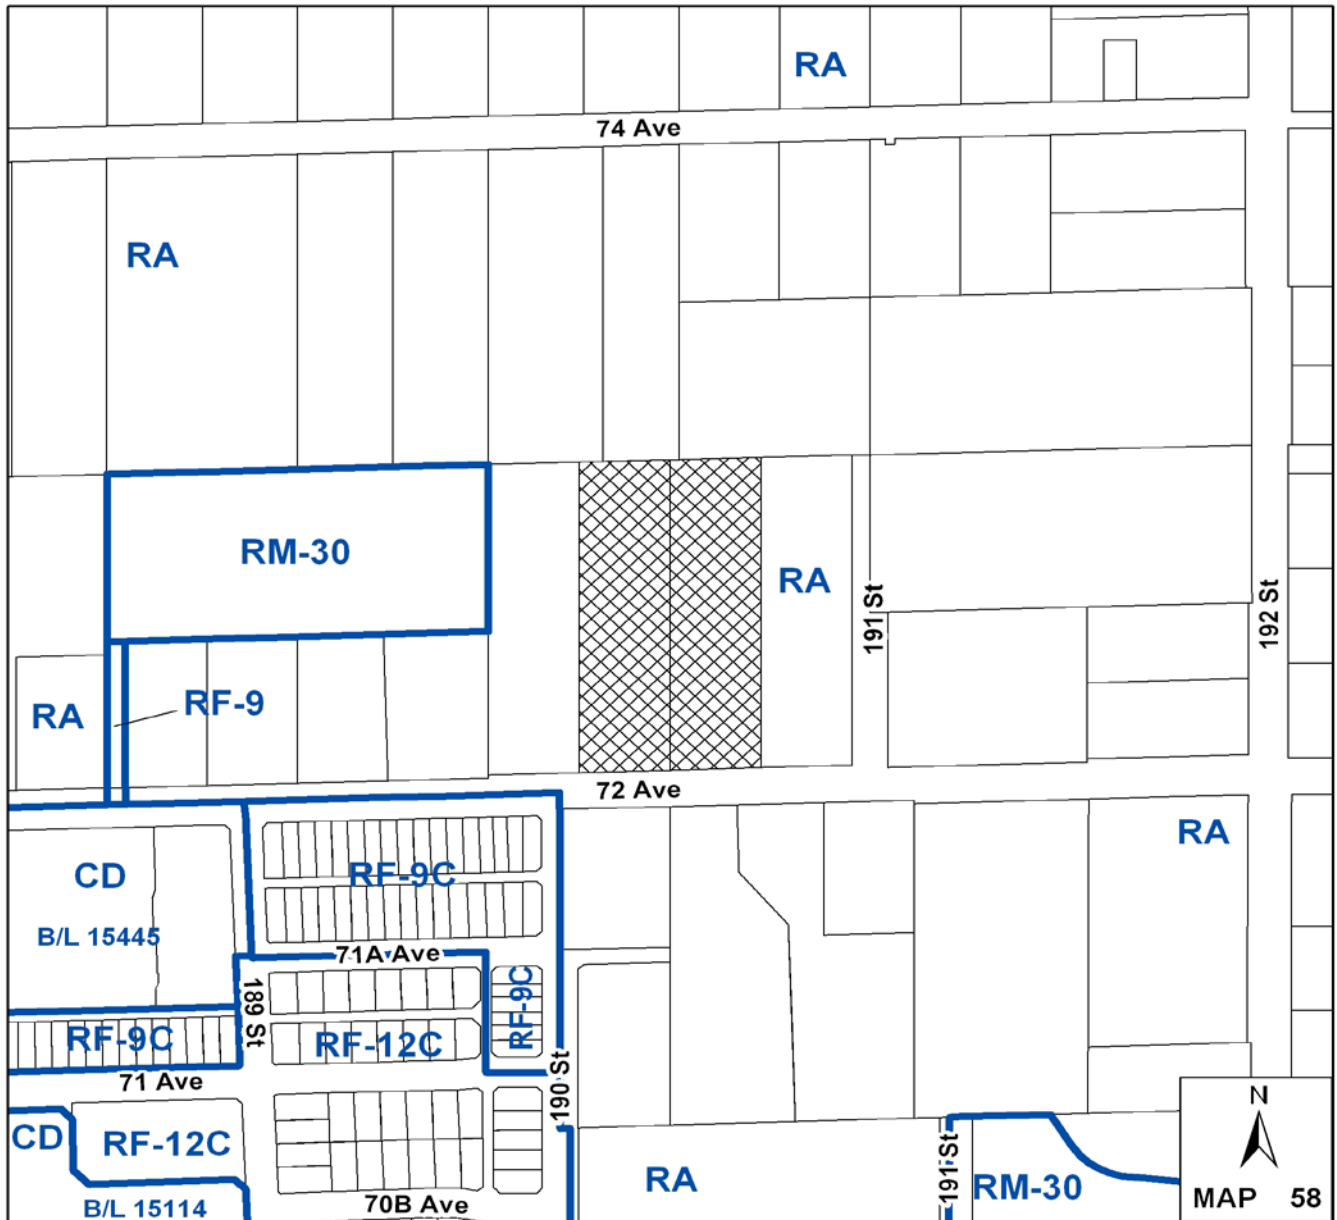 RA
74 Ave
RA
RM-30
RA
191 St
192 St
RF-9
RA
72 Ave
RA
CD
RF-9C
B/L 15445
71A Ave
189 St
RF-9C
RF-9C
RF-12C
190 St
71 Ave
N
CD
RF-12C
191 St
RA
RM-30
MAP 58
B/L 15114
70B Ave